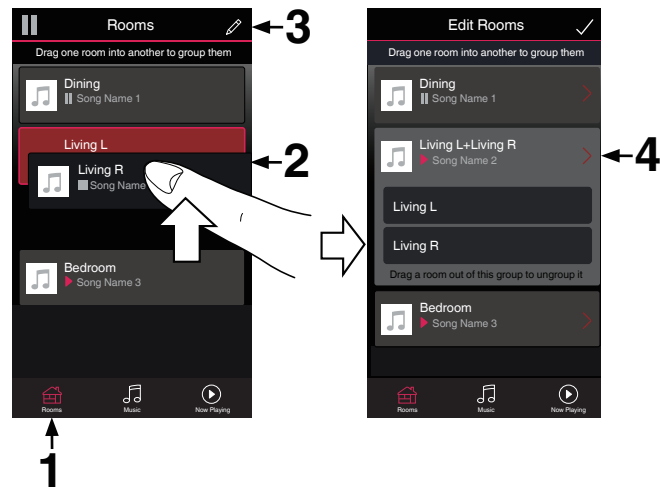 Rooms
3
Drag one room into another to group them
Dining
Song Name 1
Living L
2
Living R
Song Name
Bedroom
Song Name 3
Rooms
Music
Now Playing
1
Edit Rooms
Drag one room into another to group them
Dining
Song Name 1
Living L+Living R
4
Song Name 2
Living L
Living R
Drag a room out of this group to ungroup it
Bedroom
Song Name 3
Rooms
Music
Now Playing